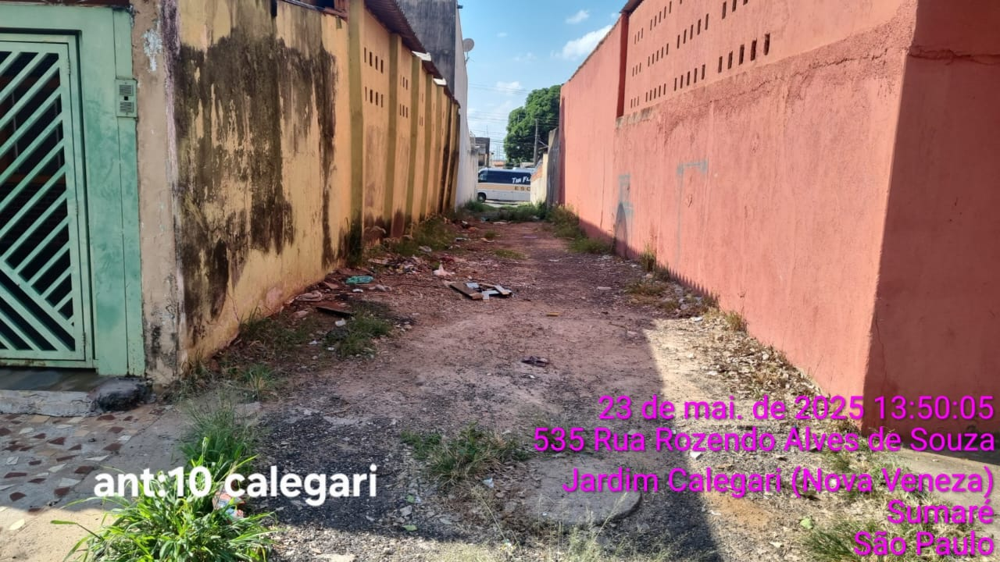 ESC
23 de mai. de 2025 13:50:05
535 Rua Rozendo Alves de Souza
ant:10 calegari
Jardim Calegari (Nova Veneza)
Sumaré
São Paulo